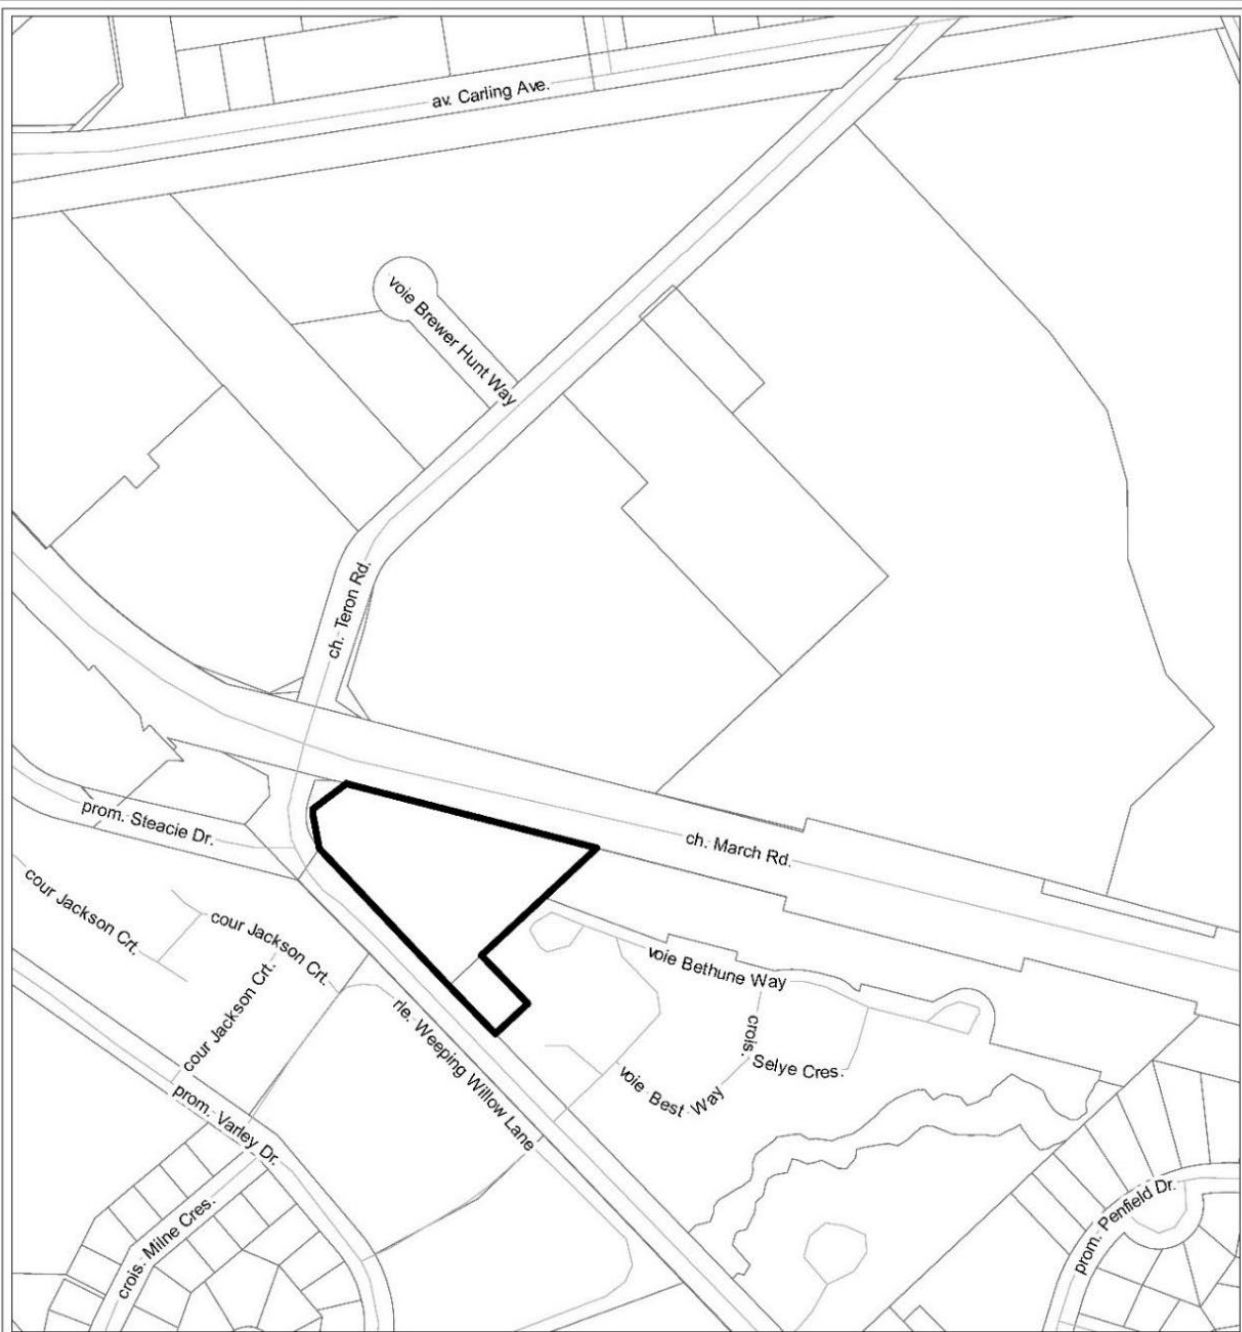 av. Carling Ave.
voie Brewer Hunt Way
ch. Teron Rd.
prom. Steacie Dr.
ch. March Rd.
cour Jackson Crt.
cour Jackson Crt.
cour Jackson Crt.
voie Bethune Way
crois. Selye Cres.
rle. Weeping Willow Lane
voie Best Way
prom. Varley Dr.
crois. Milne Cres.
prom. Penfield Dr.